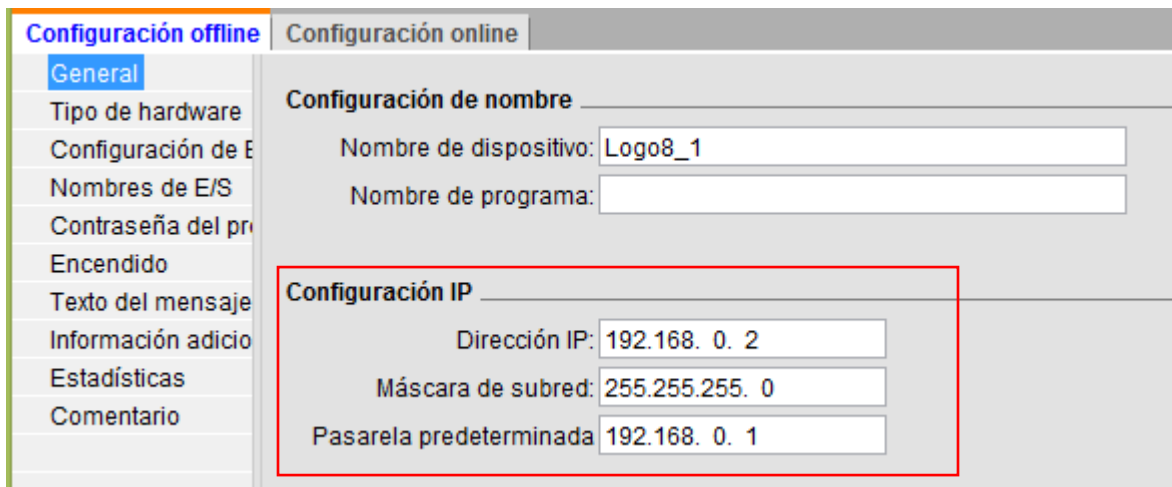 Configuración offline Configuración online
General
Tipo de hardware
Configuración de E
Nombres de E/S
Contraseña del pr
Encendido
Texto del mensaje
Información adicio
Estadísticas
Comentario
Configuración de nombre
Nombre de dispositivo: Logo8_1
Nombre de programa:
Configuración IP
Dirección IP: 192.168. 0. 2
Máscara de subred: 255.255.255. 0
Pasarela predeterminada 192.168. 0. 1